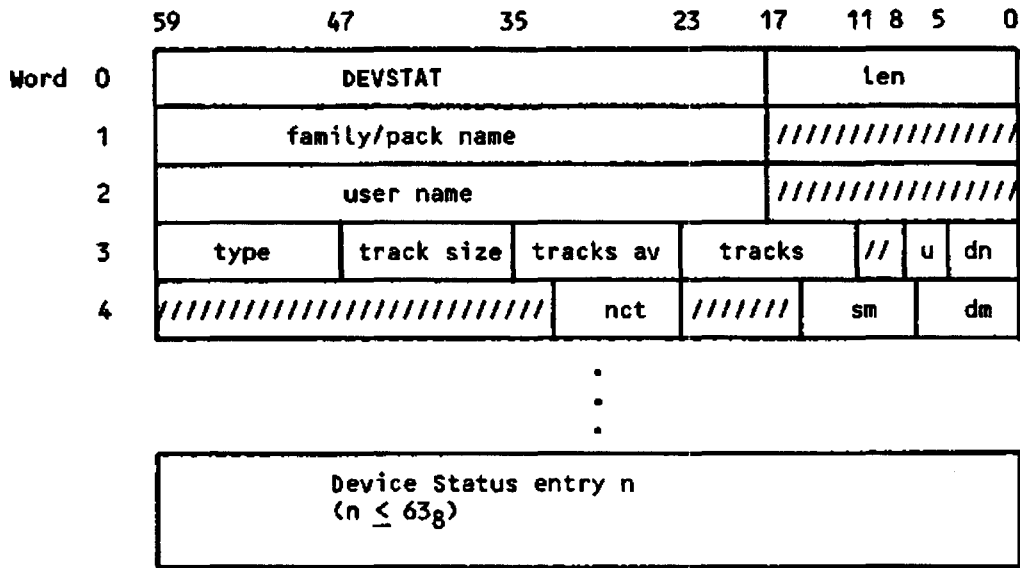 59 47 35 23 17 11 8 5 0
Word 0 DEVSTAT len
1 family/pack name /////////////////
2 user name /////////////////
3 type track size tracks av tracks // u dn
4 /////////////////////////// nct /////// sm dm
.
.
.
Device Status entry n
(n ≤ 63₈)